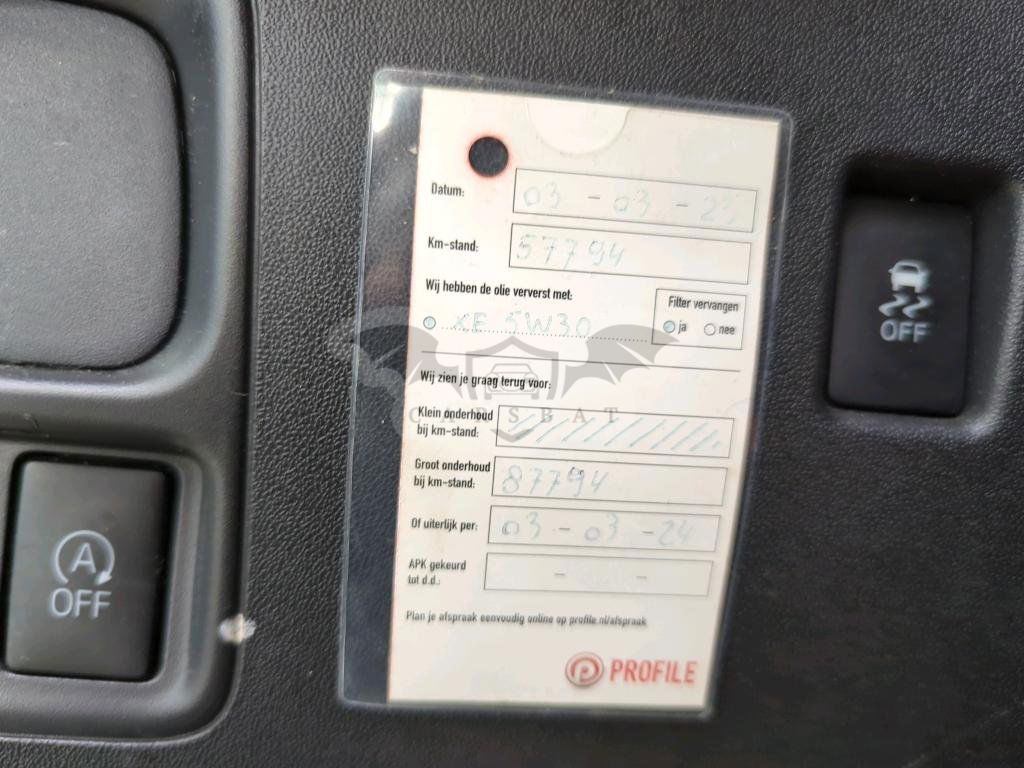 Datum: 03 - 03 - 23
Km-stand: 57794
Wij hebben de olie ververst met:
XE 5W30
Filter vervangen
ja nee
Wij zien je graag terug voor:
CARSBAT
Klein onderhoud
bij km-stand:
Groot onderhoud
bij km-stand: 87794
Of uiterlijk per: 03 - 03 - 24
APK gekeurd
tot d.d.: - -
Plan je afspraak eenvoudig online op profile.nl/afspraak
PROFILE
A
OFF
OFF